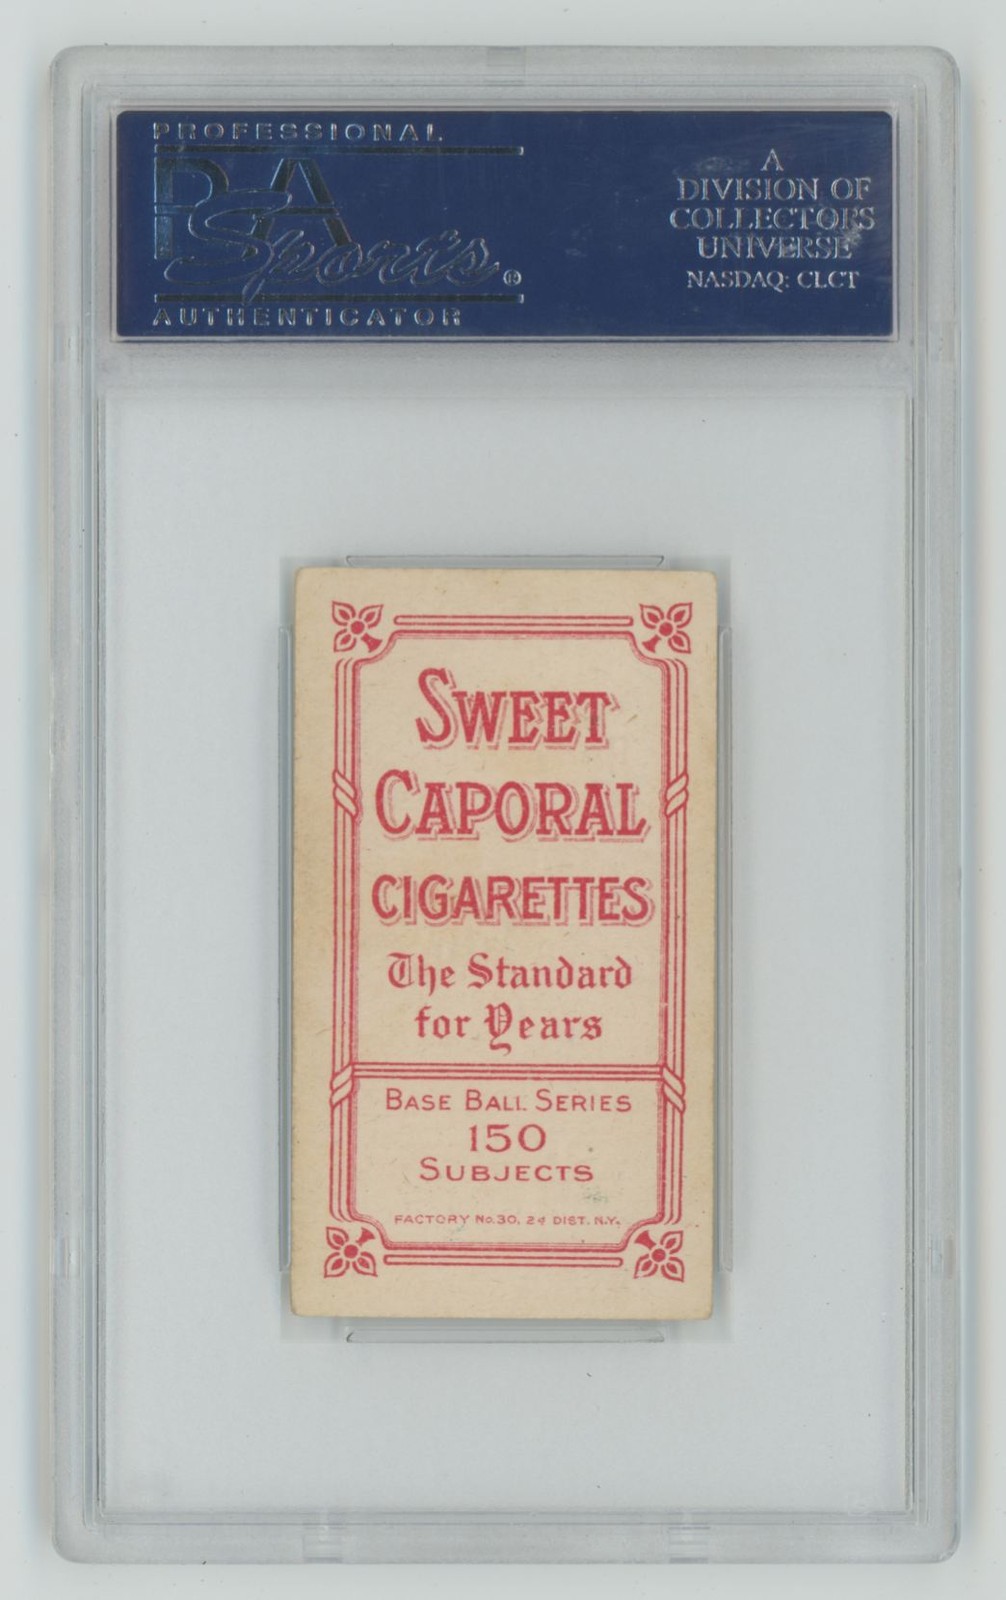 PROFESSIONAL
PSA
Sports®
AUTHENTICATOR
A
DIVISION OF
COLLECTORS
UNIVERSE
NASDAQ: CLCT
SWEET
CAPORAL
CIGARETTES
The Standard
for Years
BASE BALL SERIES
150
SUBJECTS
FACTORY No. 30, 2d DIST. N.Y.